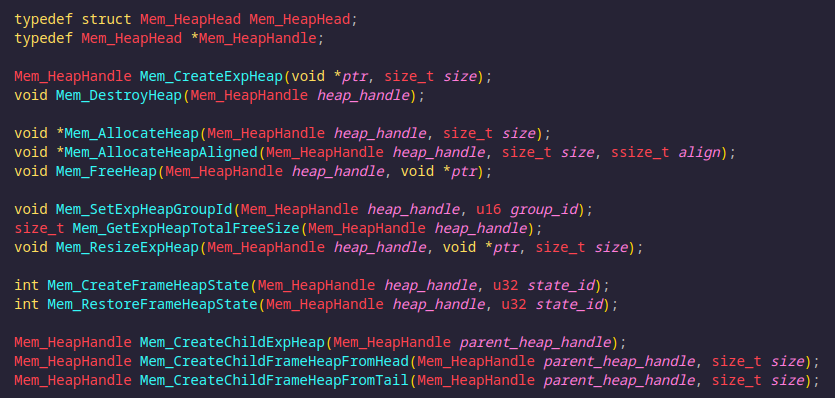 typedef struct Mem_HeapHead Mem_HeapHead;
typedef Mem_HeapHead *Mem_HeapHandle;
Mem_HeapHandle Mem_CreateExpHeap(void *ptr, size_t size);
void Mem_DestroyHeap(Mem_HeapHandle heap_handle);
void *Mem_AllocateHeap(Mem_HeapHandle heap_handle, size_t size);
void *Mem_AllocateHeapAligned(Mem_HeapHandle heap_handle, size_t size, ssize_t align);
void Mem_FreeHeap(Mem_HeapHandle heap_handle, void *ptr);
void Mem_SetExpHeapGroupId(Mem_HeapHandle heap_handle, u16 group_id);
size_t Mem_GetExpHeapTotalFreeSize(Mem_HeapHandle heap_handle);
void Mem_ResizeExpHeap(Mem_HeapHandle heap_handle, void *ptr, size_t size);
int Mem_CreateFrameHeapState(Mem_HeapHandle heap_handle, u32 state_id);
int Mem_RestoreFrameHeapState(Mem_HeapHandle heap_handle, u32 state_id);
Mem_HeapHandle Mem_CreateChildExpHeap(Mem_HeapHandle parent_heap_handle);
Mem_HeapHandle Mem_CreateChildFrameHeapFromHead(Mem_HeapHandle parent_heap_handle, size_t size);
Mem_HeapHandle Mem_CreateChildFrameHeapFromTail(Mem_HeapHandle parent_heap_handle, size_t size);